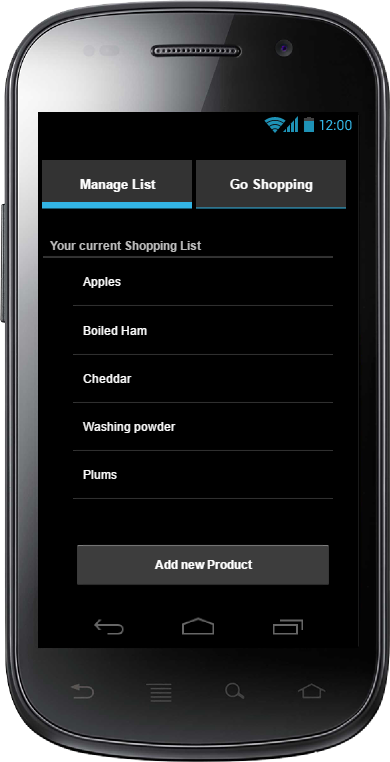 12:00
Manage List
Go Shopping
Your current Shopping List
Apples
Boiled Ham
Cheddar
Washing powder
Plums
Add new Product